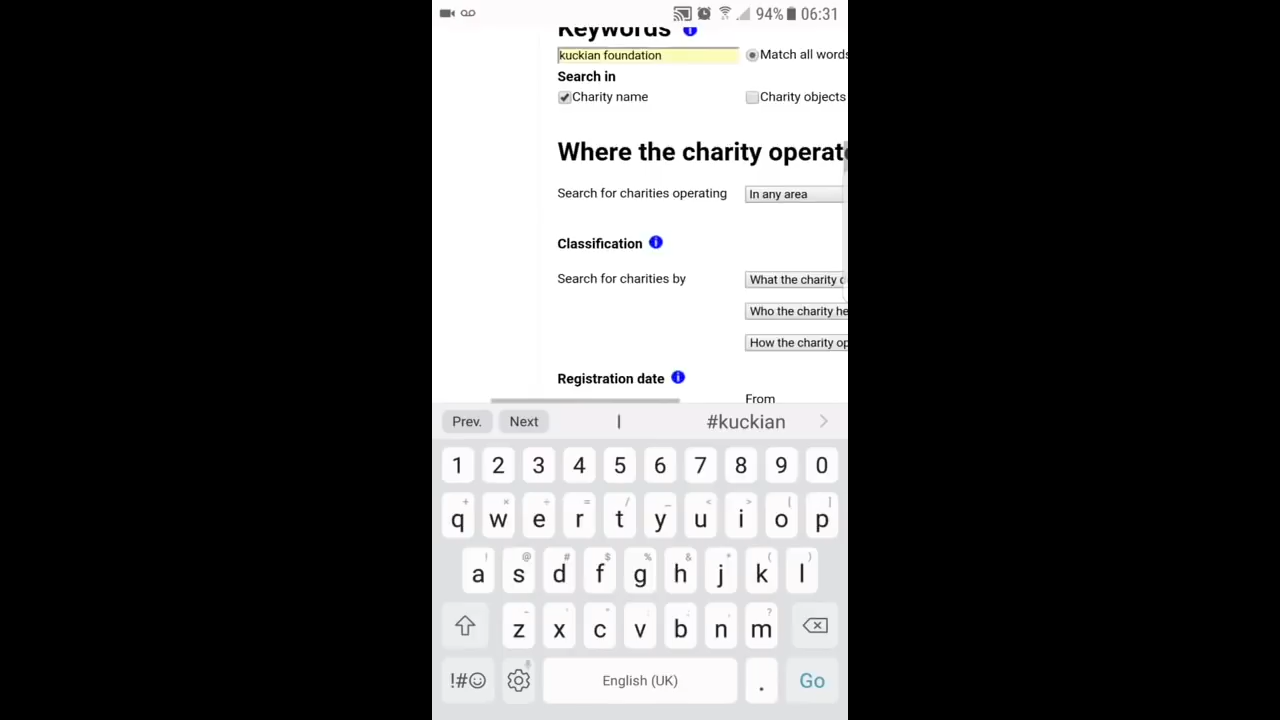 94% 06:31
Keywords
kuckian foundation Match all words
Search in
Charity name Charity objects
Where the charity operat
Search for charities operating In any area
Classification
Search for charities by What the charity
Who the charity he
How the charity op
Registration date
From
Prev. Next I #kuckian
1 2 3 4 5 6 7 8 9 0
q w e r t y u i o p
a s d f g h j k l
z x c v b n m
!#☺ English (UK) . Go